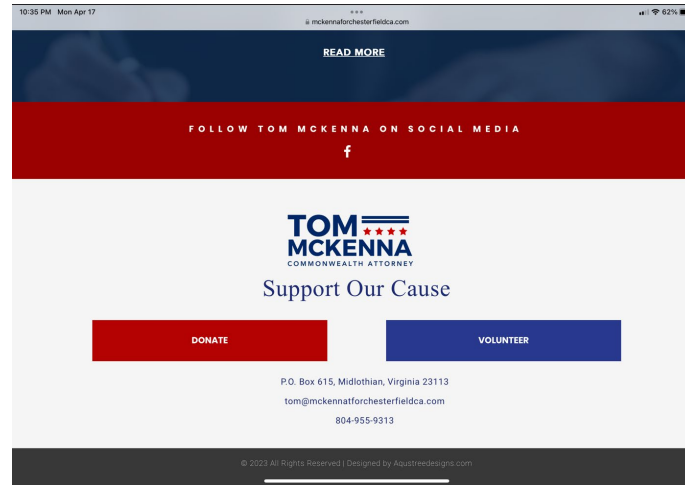 10:35 PM Mon Apr 17
mckennaforchesterfieldca.com
62%
READ MORE
FOLLOW TOM MCKENNA ON SOCIAL MEDIA
f
TOM
MCKENNA
COMMONWEALTH ATTORNEY
Support Our Cause
DONATE
VOLUNTEER
P.O. Box 615, Midlothian, Virginia 23113
tom@mckennatforchesterfieldca.com
804-955-9313
© 2023 All Rights Reserved | Designed by Aqustreedesigns.com